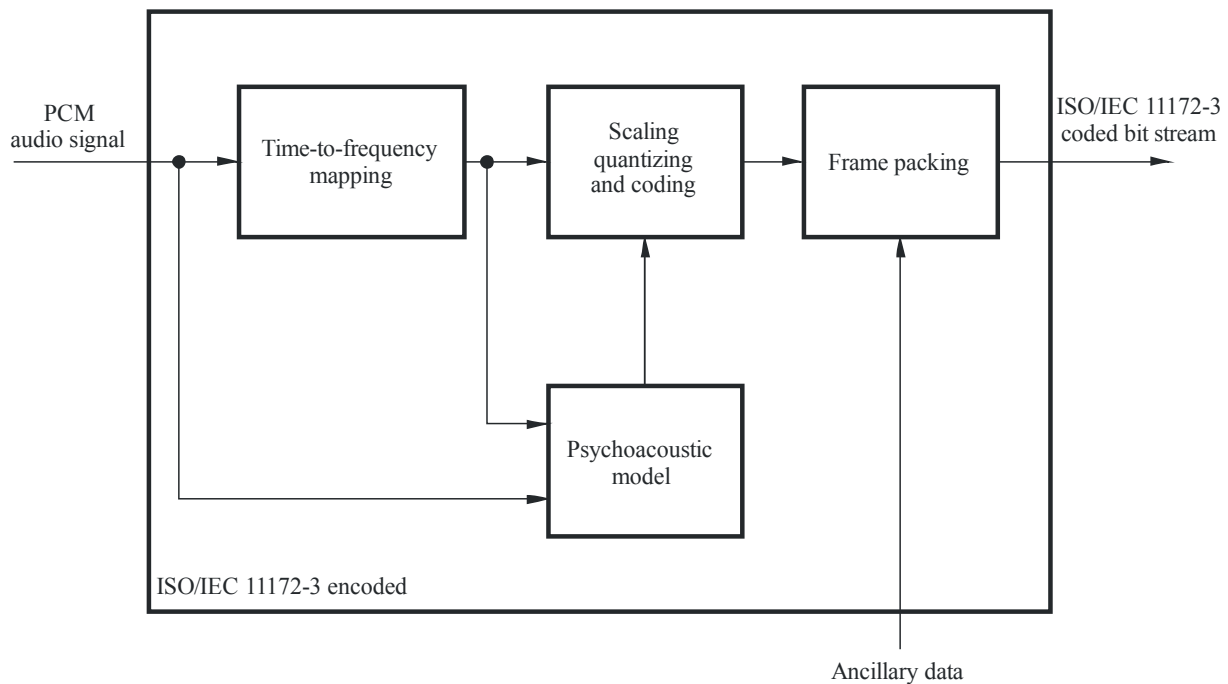 PCM
audio signal
Time-to-frequency
mapping
Scaling
quantizing
and coding
Frame packing
ISO/IEC 11172-3
coded bit stream
Psychoacoustic
model
ISO/IEC 11172-3 encoded
Ancillary data